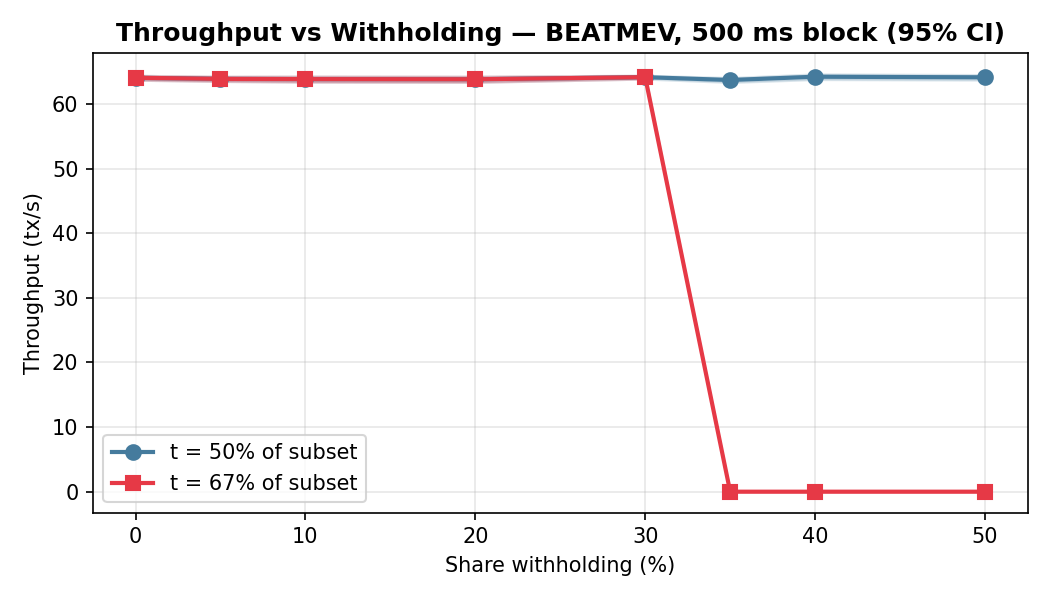 Throughput vs Withholding — BEATMEV, 500 ms block (95% CI)
Throughput (tx/s)
60
50
40
30
20
10
0
t = 50% of subset
t = 67% of subset
0 10 20 30 40 50
Share withholding (%)